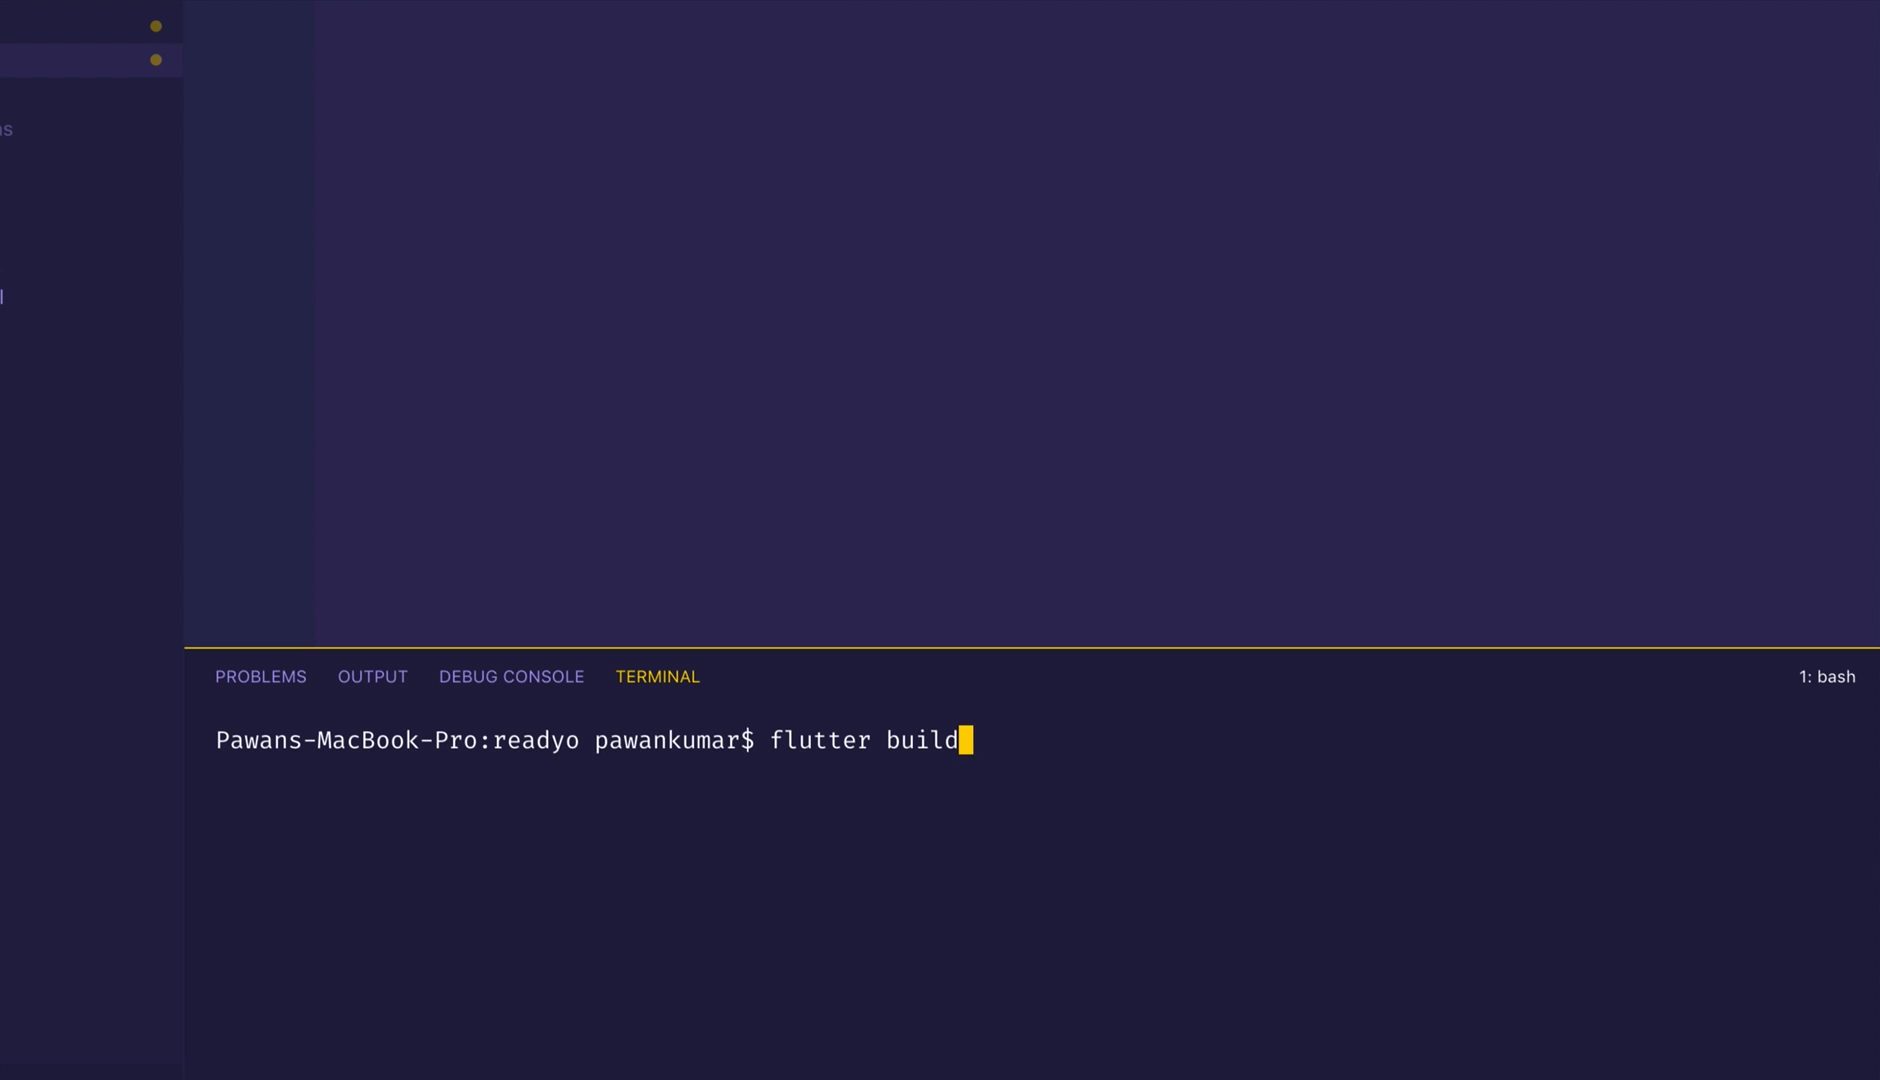 PROBLEMS OUTPUT DEBUG CONSOLE TERMINAL 1: bash
Pawans-MacBook-Pro:readyo pawankumar$ flutter build